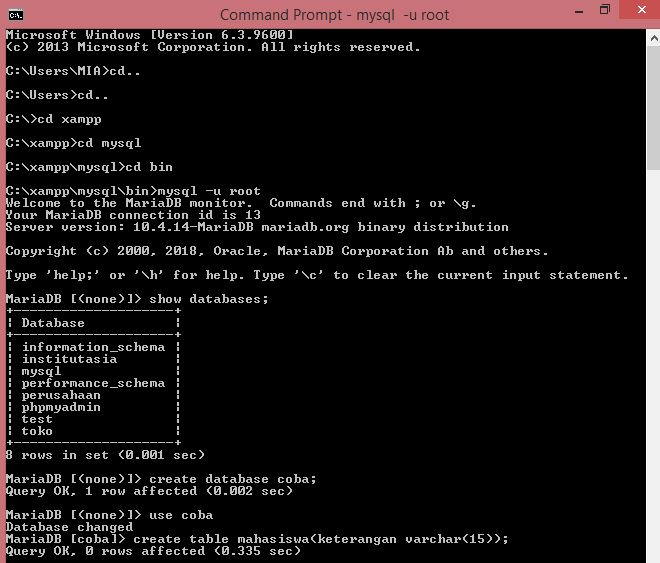 Command Prompt - mysql  -u root
Microsoft Windows [Version 6.3.9600]
(c) 2013 Microsoft Corporation. All rights reserved.
C:\Users\MIA>cd..
C:\Users>cd..
C:\>cd xampp
C:\xampp>cd mysql
C:\xampp\mysql>cd bin
C:\xampp\mysql\bin>mysql -u root
Welcome to the MariaDB monitor.  Commands end with ; or \g.
Your MariaDB connection id is 13
Server version: 10.4.14-MariaDB mariadb.org binary distribution
Copyright (c) 2000, 2018, Oracle, MariaDB Corporation Ab and others.
Type 'help;' or '\h' for help. Type '\c' to clear the current input statement.
MariaDB [(none)]> show databases;
+--------------------+
| Database           |
+--------------------+
| information_schema |
| institutasia       |
| mysql              |
| performance_schema |
| perusahaan         |
| phpmyadmin         |
| test               |
| toko               |
+--------------------+
8 rows in set (0.001 sec)
MariaDB [(none)]> create database coba;
Query OK, 1 row affected (0.002 sec)
MariaDB [(none)]> use coba
Database changed
MariaDB [coba]> create table mahasiswa(keterangan varchar(15));
Query OK, 0 rows affected (0.335 sec)